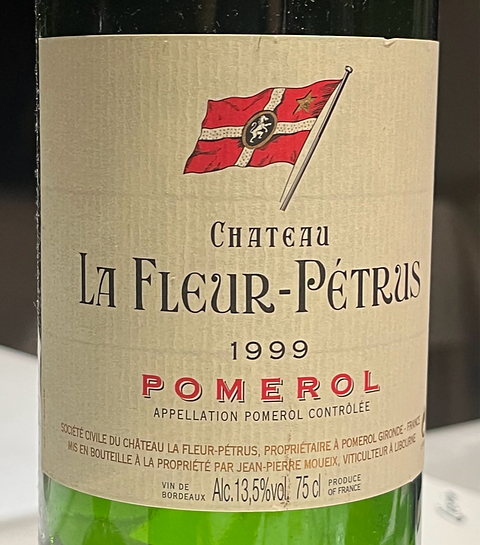 CHATEAU
LA FLEUR-PÉTRUS
1999
POMEROL
APPELLATION POMEROL CONTRÔLÉE
SOCIÉTÉ CIVILE DU CHÂTEAU LA FLEUR-PÉTRUS, PROPRIÉTAIRE À POMEROL GIRONDE - FRANCE
MIS EN BOUTEILLE À LA PROPRIÉTÉ PAR JEAN-PIERRE MOUEIX, VITICULTEUR À LIBOURNE
VIN DE BORDEAUX Alc.13,5%vol. 75 cl PRODUCE OF FRANCE